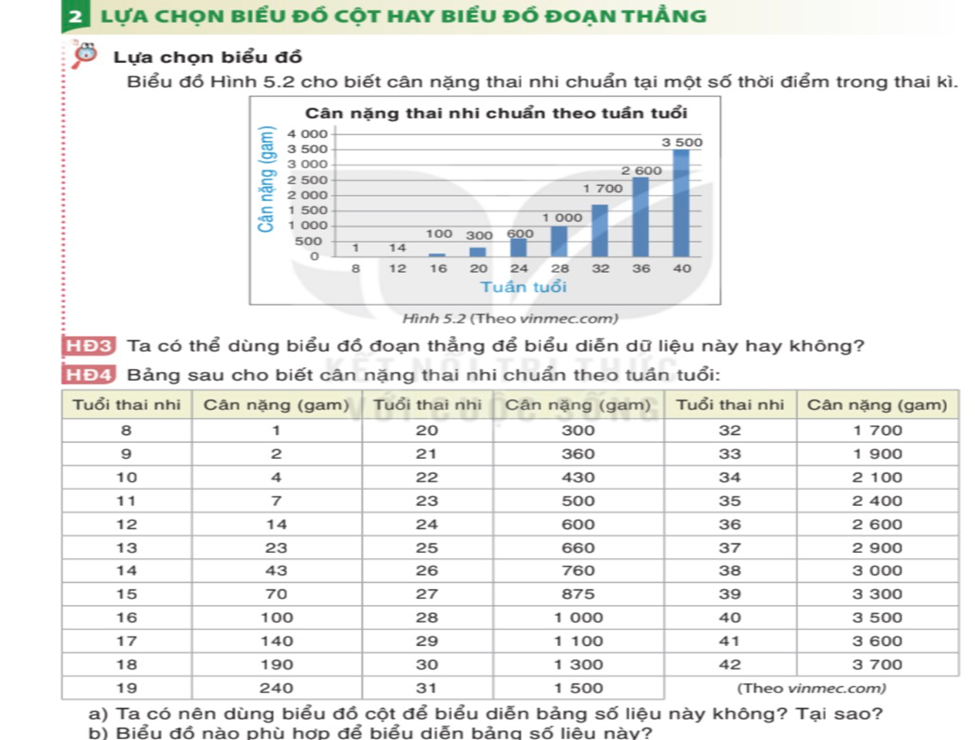 2 LỰA CHỌN BIỂU ĐỒ CỘT HAY BIỂU ĐỒ ĐOẠN THẲNG
Lựa chọn biểu đồ
Biểu đồ Hình 5.2 cho biết cân nặng thai nhi chuẩn tại một số thời điểm trong thai kì.
Cân nặng thai nhi chuẩn theo tuần tuổi
Cân nặng (gam)
4 000
3 500
3 000
2 500
2 000
1 500
1 000
500
0
1 14 100 300 600 1 000 1 700 2 600 3 500
8 12 16 20 24 28 32 36 40
Tuần tuổi
Hình 5.2 (Theo vinmec.com)
HĐ3 Ta có thể dùng biểu đồ đoạn thẳng để biểu diễn dữ liệu này hay không?
KẾT NỐI TRI THỨC
HĐ4 Bảng sau cho biết cân nặng thai nhi chuẩn theo tuần tuổi:
VỚI CUỘC SỐNG
Tuổi thai nhi Cân nặng (gam) Tuổi thai nhi Cân nặng (gam) Tuổi thai nhi Cân nặng (gam)
8 1 20 300 32 1 700
9 2 21 360 33 1 900
10 4 22 430 34 2 100
11 7 23 500 35 2 400
12 14 24 600 36 2 600
13 23 25 660 37 2 900
14 43 26 760 38 3 000
15 70 27 875 39 3 300
16 100 28 1 000 40 3 500
17 140 29 1 100 41 3 600
18 190 30 1 300 42 3 700
19 240 31 1 500 (Theo vinmec.com)
a) Ta có nên dùng biểu đồ cột để biểu diễn bảng số liệu này không? Tại sao?
b) Biểu đồ nào phù hợp để biểu diễn bảng số liệu này?